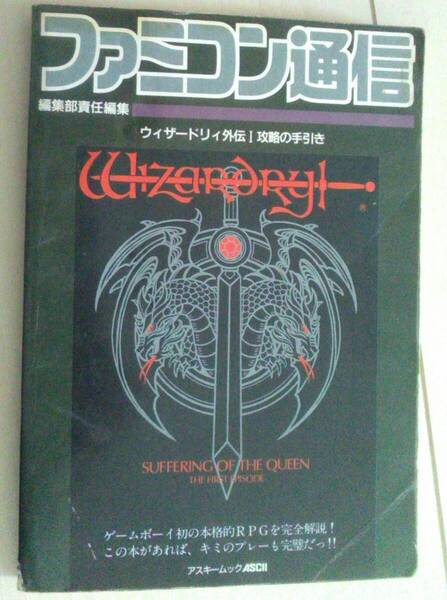 ファミコン通信
編集部責任編集
ウィザードリィ外伝Ⅰ攻略の手引き
Wizardry
SUFFERING OF THE QUEEN
THE FIRST EPISODE
ゲームボーイ初の本格的RPGを完全解説!
この本があれば、キミのプレーも完璧だっ!!
アスキームック ASCII